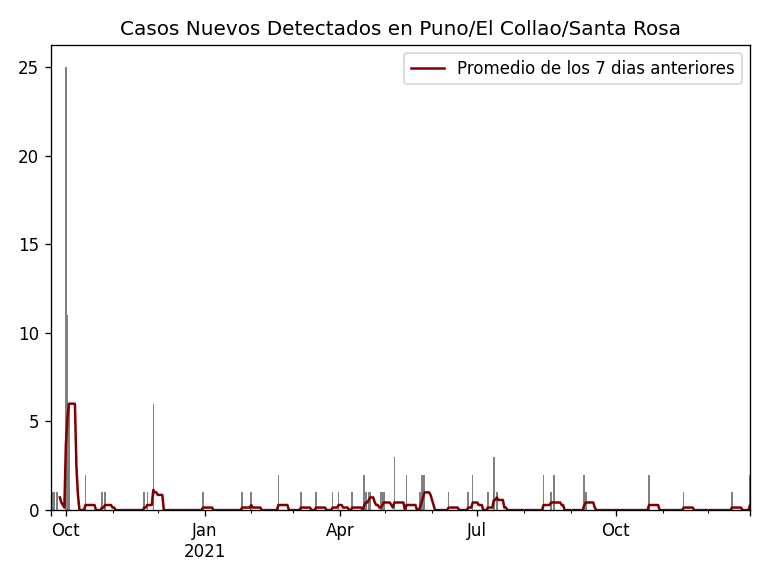 Casos Nuevos Detectados en Puno/El Collao/Santa Rosa
Promedio de los 7 dias anteriores
25
20
15
10
5
0
Oct Jan Apr Jul Oct
2021